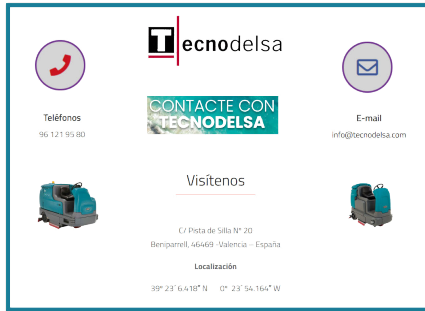 Tecnodelsa
CONTACTE CON
TECNODELSA
Teléfonos
96 121 95 80
E-mail
info@tecnodelsa.com
Visítenos
C/ Pista de Silla Nº 20
Beniparrell, 46469 -Valencia – España
Localización
39° 23´ 6.418" N 0° 23´ 54.164" W